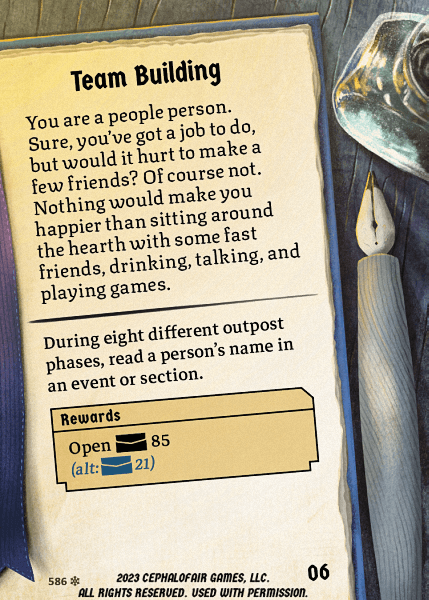 Team Building
You are a people person.
Sure, you've got a job to do,
but would it hurt to make a
few friends? Of course not.
Nothing would make you
happier than sitting around
the hearth with some fast
friends, drinking, talking, and
playing games.
During eight different outpost
phases, read a person's name in
an event or section.
Rewards
Open 85
(alt: 21)
586
06
2023 CEPHALOFAIR GAMES, LLC.
ALL RIGHTS RESERVED. USED WITH PERMISSION.